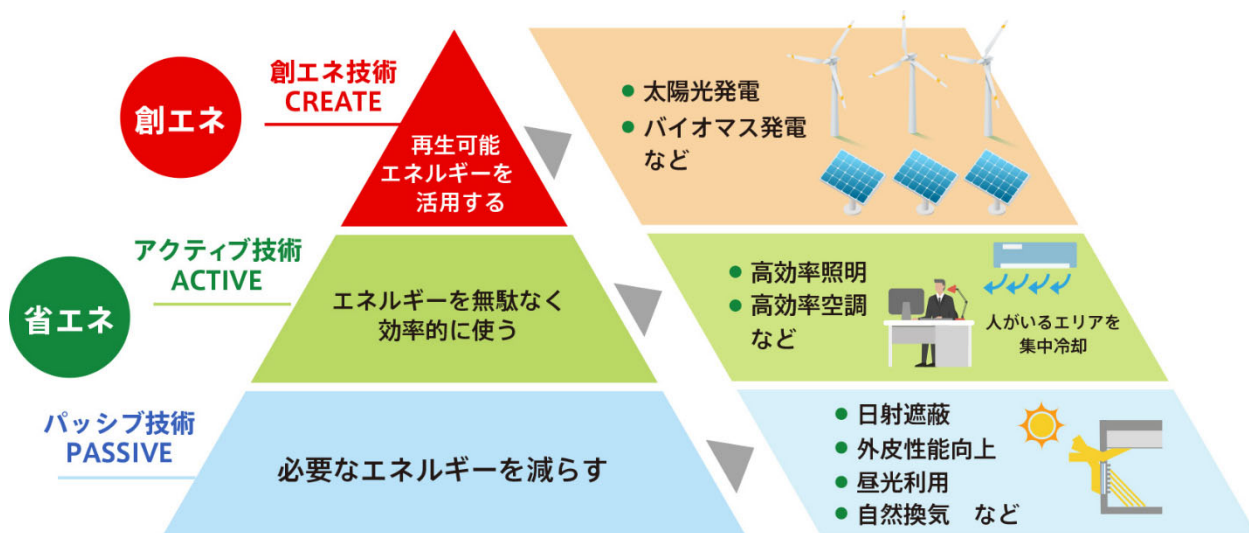 創エネ
創エネ技術
CREATE
再生可能
エネルギーを
活用する
● 太陽光発電
● バイオマス発電
など
省エネ
アクティブ技術
ACTIVE
エネルギーを無駄なく
効率的に使う
● 高効率照明
● 高効率空調
など
人がいるエリアを
集中冷却
パッシブ技術
PASSIVE
必要なエネルギーを減らす
● 日射遮蔽
● 外皮性能向上
● 昼光利用
● 自然換気　など